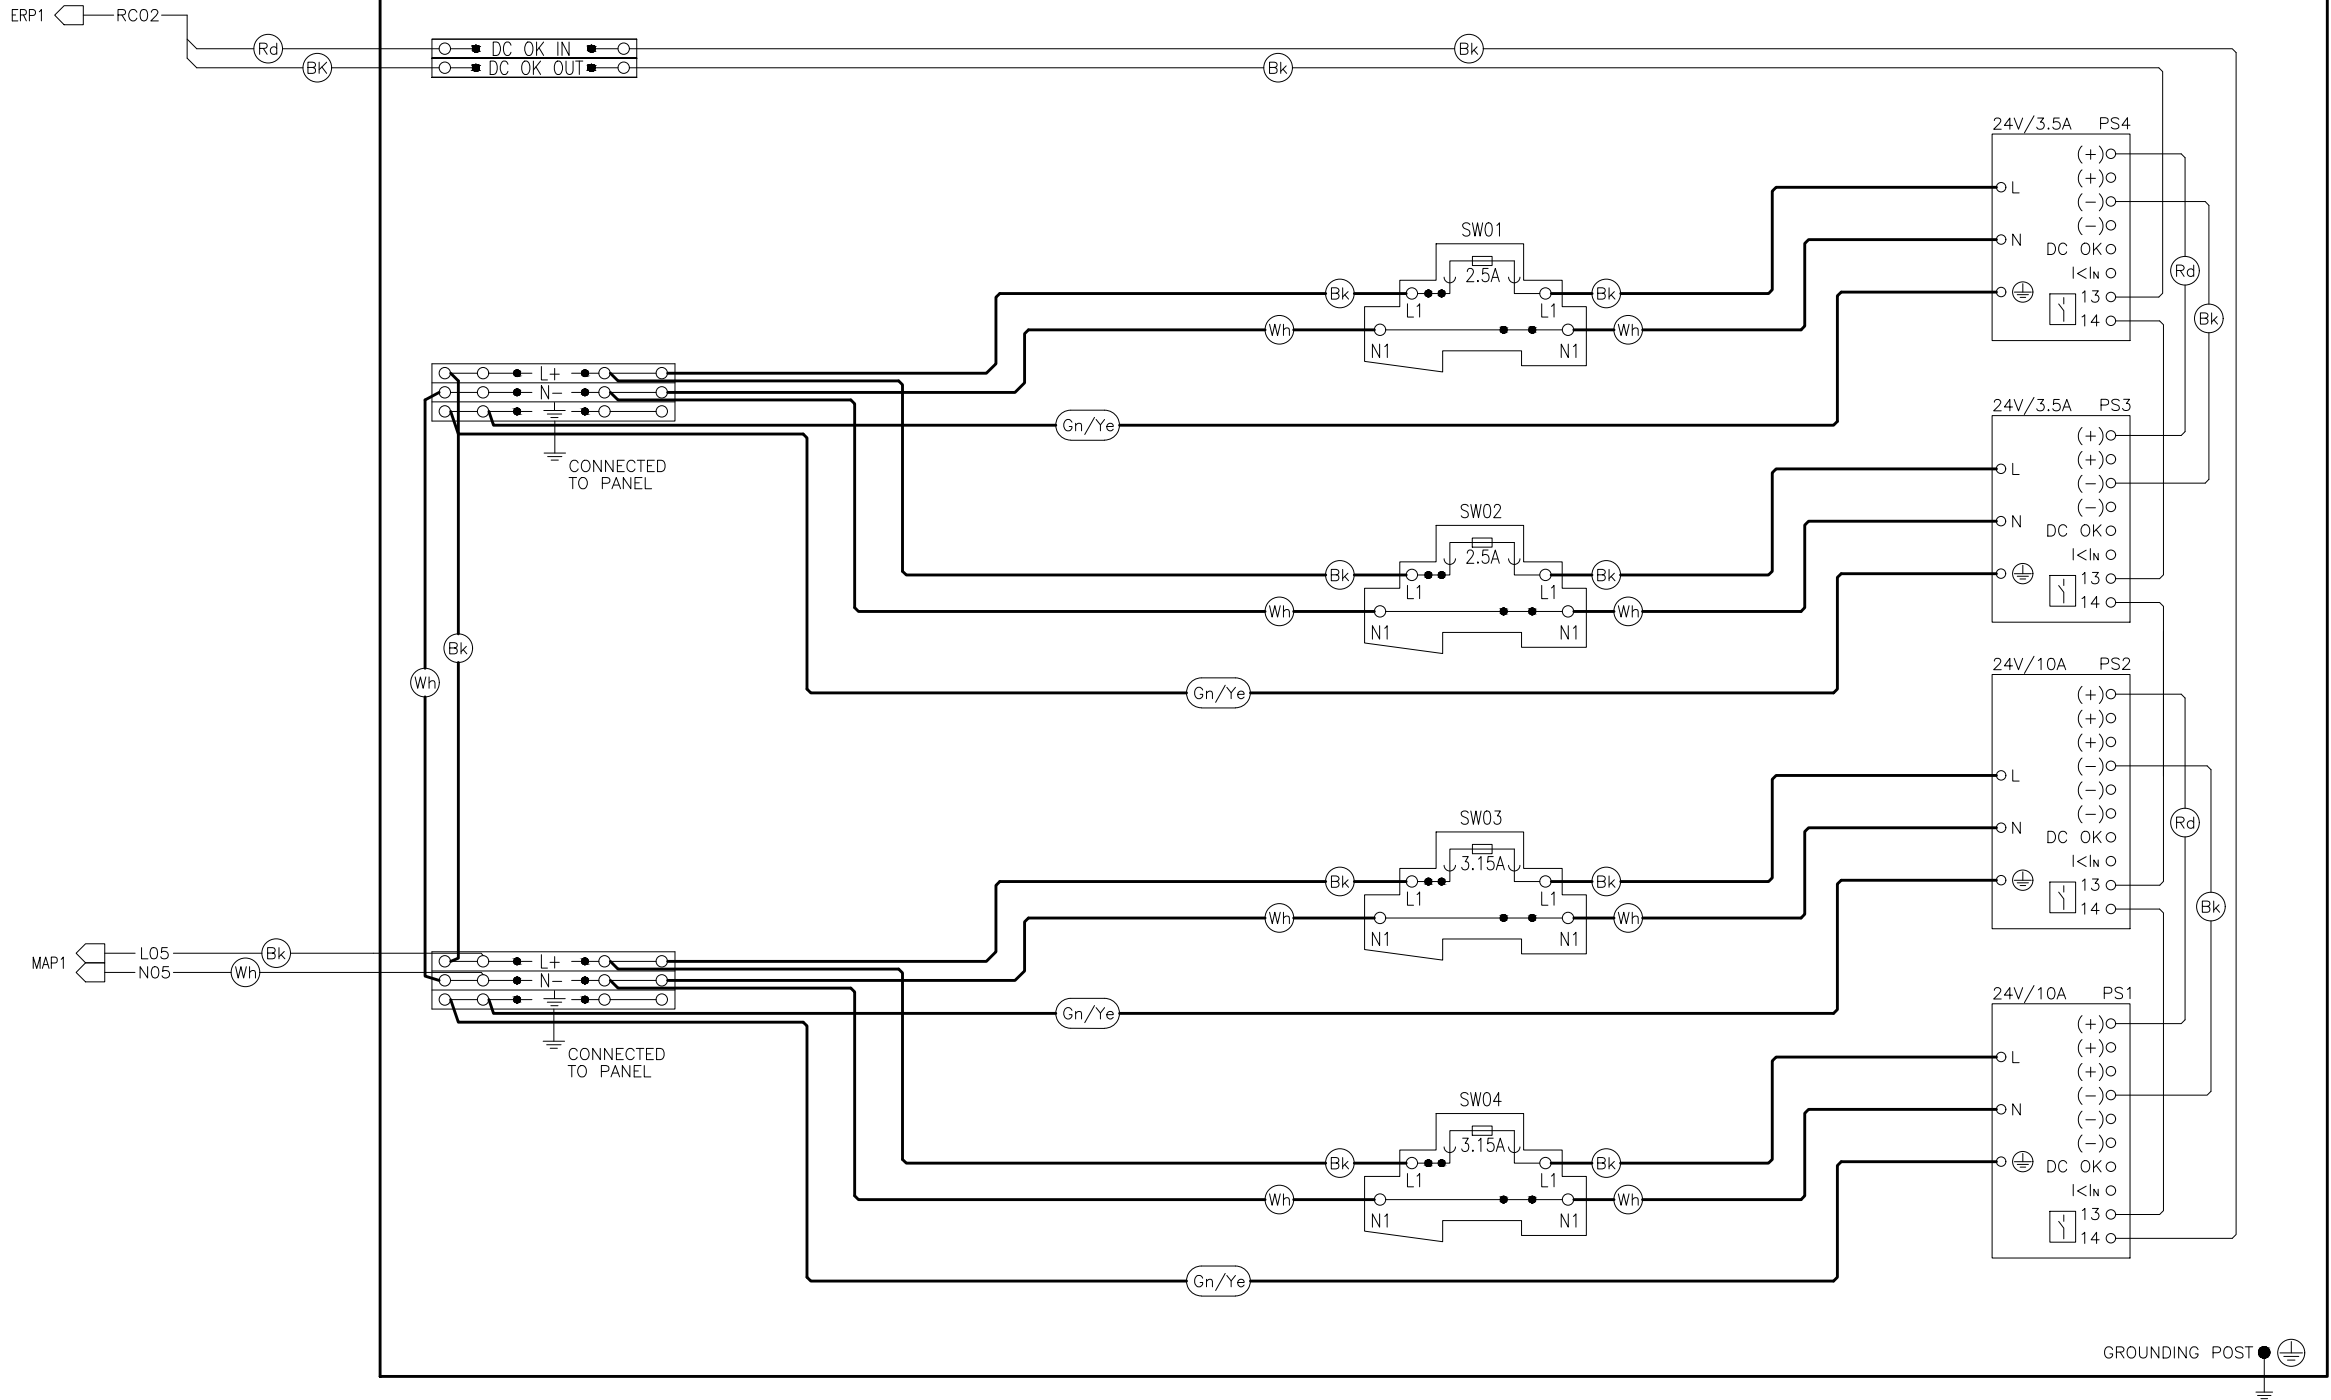 ERP1 RC02
Rd DC OK IN Bk
BK DC OK OUT Bk
24V/3.5A PS4
(+)
(+)
L
(-)
(-)
N DC OK
I<IN
13
14
Rd
Bk
SW01
2.5A
Bk L1 L1 Bk
Wh N1 N1 Wh
L+
N-
Gn/Ye
CONNECTED
TO PANEL
24V/3.5A PS3
(+)
(+)
L
(-)
(-)
N DC OK
I<IN
13
14
SW02
2.5A
Bk L1 L1 Bk
Wh N1 N1 Wh
Bk
Wh
Gn/Ye
24V/10A PS2
(+)
(+)
(+)
(-)
L
(-)
(-)
N DC OK
I<IN
13
14
Rd
Bk
SW03
3.15A
Bk L1 L1 Bk
Wh N1 N1 Wh
MAP1
L05 Bk
N05 Wh
L+
N-
Gn/Ye
CONNECTED
TO PANEL
24V/10A PS1
(+)
(+)
L
(+)
(-)
N
(-)
(-)
DC OK
I<IN
13
14
SW04
3.15A
Bk L1 L1 Bk
Wh N1 N1 Wh
Gn/Ye
GROUNDING POST